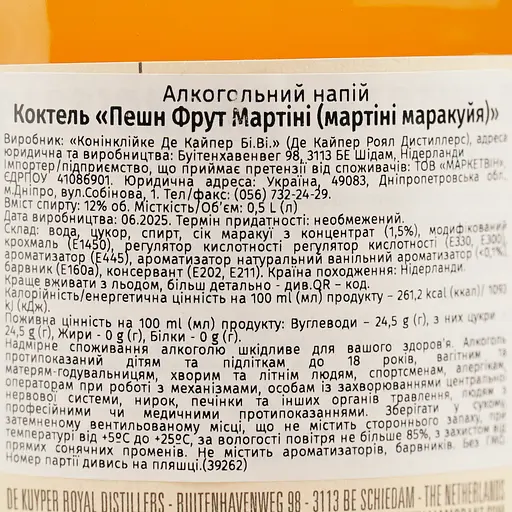 Алкогольний напій
Коктель «Пешн Фрут Мартіні (мартіні маракуйя)»
Виробник: «Конінклійке Де Кайпер Бі.Ві.» (Де Кайпер Роял Дистиллерс), адреса
юридична та виробництва: Буітенхавенвег 98, 3113 БЕ Шідам, Нідерланди
Імпортер/підприємство, що приймає претензії від споживачів: ТОВ «МАРКЕТВІН»,
ЄДРПОУ 41086901. Юридична адреса: Україна, 49083, Дніпропетровська обл.,
м.Дніпро, вул.Собінова, 1. Тел/факс: (056) 732-24-29.
Вміст спирту: 12% об. Місткість/Об'єм: 0,5 L (л)
Дата виробництва: 06.2025. Термін придатності: необмежений.
Склад: вода, цукор, спирт, сік маракуї з концентрат (1,5%), модифікований
крохмаль (Е1450), регулятор кислотності регулятор кислотності (Е330, Е300),
ароматизатор (Е445), ароматизатор натуральний ванільний ароматизатор (<0,1%),
барвник (Е160а), консервант (Е202, Е211). Країна походження: Нідерланди.
Краще вживати з льодом, більш детально - див.QR – код.
Калорійність/енергетична цінність на 100 ml (мл) продукту – 261,2 kcal (ккал)/ 1093
kJ (кДж).
Поживна цінність на 100 ml (мл) продукту: Вуглеводи – 24,5 g (г), з них цукри -
24,5 g (г), Жири - 0 g (г), Білки - 0 g (г).
Надмірне споживання алкоголю шкідливе для вашого здоров'я. Алкоголь
протипоказаний дітям та підліткам до 18 років, вагітним та
матерям-годувальницям, хворим та літнім людям, спортсменам, алергікам,
операторам при роботі з механізмами, особам із захворюваннями центральної
нервової системи, нирок, печінки та інших органів травлення, людям з
професійними чи медичними протипоказаннями. Зберігати у сухому,
затемненому вентильованому місці, що не містить стороннього запаху, при
температурі від +5ºС до +25ºС, за вологості повітря не більше 85%, з захистом від
прямих сонячних променів. Не містить ароматизаторів, барвників. Без ГМО.
Номер партії дивись на пляшці.(39262)
DE KUYPER ROYAL DISTILLERS - BUITENHAVENWEG 98 - 3113 BE SCHIEDAM - THE NETHERLANDS